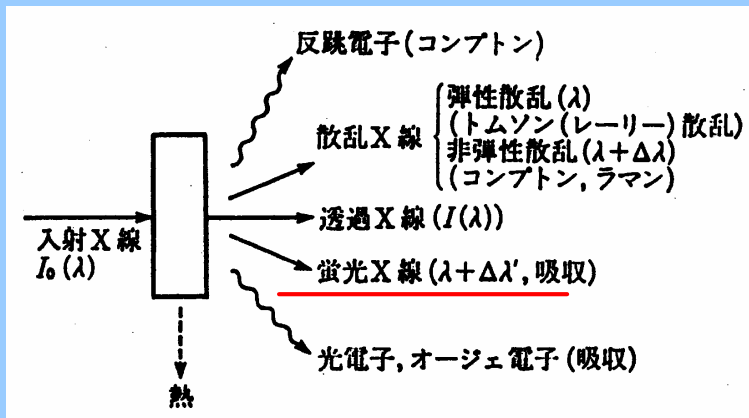 反跳電子(コンプトン)
弾性散乱(λ)
(トムソン(レーリー)散乱)
散乱X線
非弾性散乱(λ+Δλ)
(コンプトン,ラマン)
入射X線
I₀(λ)
透過X線(I(λ))
蛍光X線(λ+Δλ′,吸収)
光電子,オージェ電子(吸収)
熱